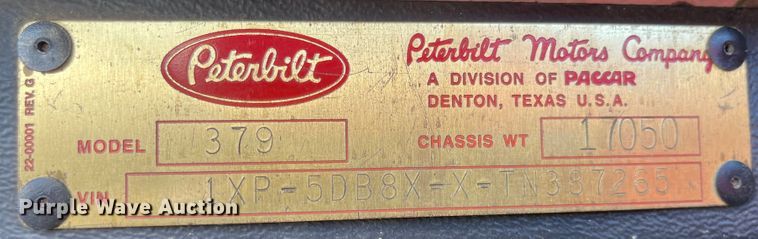 Peterbilt
Peterbilt Motors Company
A DIVISION OF PACCAR
DENTON, TEXAS U.S.A.
MODEL 379
CHASSIS WT 17050
VIN 1XP-5DB8X-X-TN397265
22-00001 REV. G
Purple Wave Auction